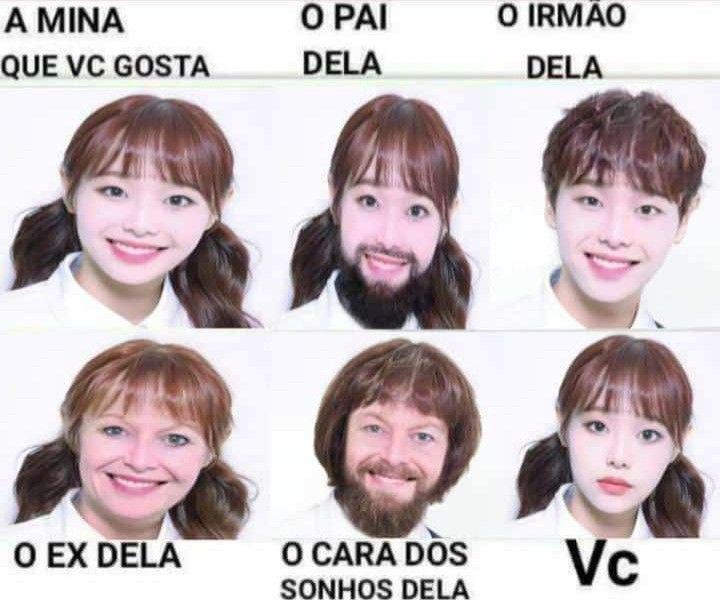 A MINA
QUE VC GOSTA
O PAI
DELA
O IRMÃO
DELA
O EX DELA
O CARA DOS
SONHOS DELA
Vc